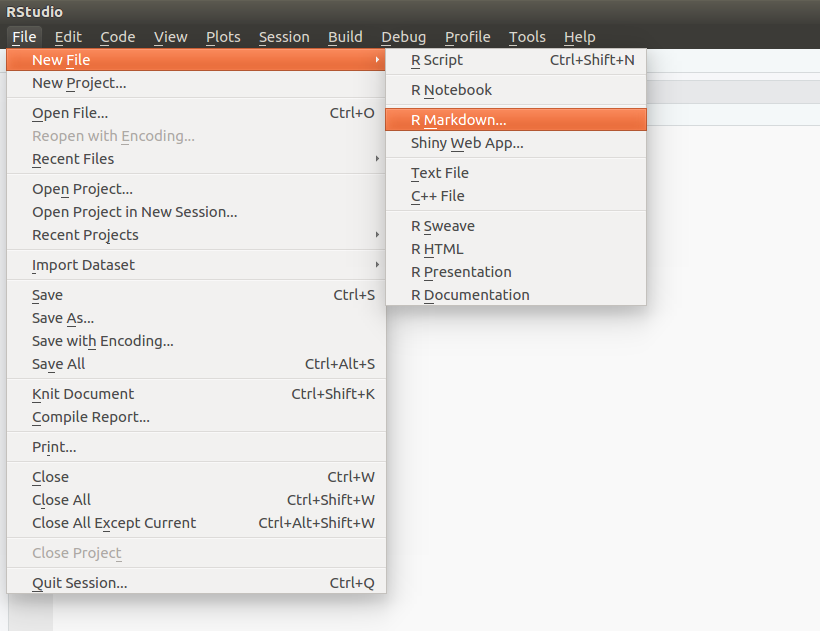 RStudio
File Edit Code View Plots Session Build Debug Profile Tools Help
New File
New Project...
Open File... Ctrl+O
Reopen with Encoding...
Recent Files
Open Project...
Open Project in New Session...
Recent Projects
Import Dataset
Save Ctrl+S
Save As...
Save with Encoding...
Save All Ctrl+Alt+S
Knit Document Ctrl+Shift+K
Compile Report...
Print...
Close Ctrl+W
Close All Ctrl+Shift+W
Close All Except Current Ctrl+Alt+Shift+W
Close Project
Quit Session... Ctrl+Q
R Script Ctrl+Shift+N
R Notebook
R Markdown...
Shiny Web App...
Text File
C++ File
R Sweave
R HTML
R Presentation
R Documentation